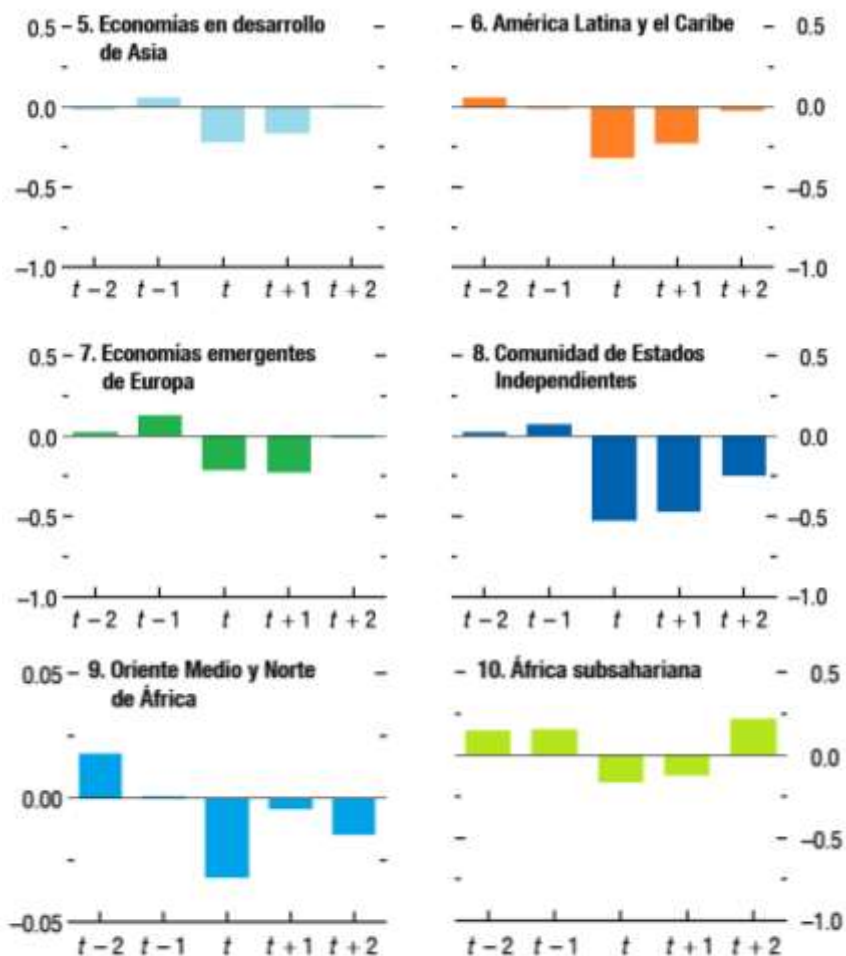 0.5
5. Economías en desarrollo
de Asia
0.0
–0.5
–1.0
t – 2 t – 1 t t + 1 t + 2
6. América Latina y el Caribe
0.5
0.0
–0.5
–1.0
t – 2 t – 1 t t + 1 t + 2
0.5
7. Economías emergentes
de Europa
0.0
–0.5
–1.0
t – 2 t – 1 t t + 1 t + 2
8. Comunidad de Estados
Independientes
0.5
0.0
–0.5
–1.0
t – 2 t – 1 t t + 1 t + 2
0.05
9. Oriente Medio y Norte
de África
0.00
–0.05
t – 2 t – 1 t t + 1 t + 2
10. África subsahariana
0.5
0.0
–0.5
–1.0
t – 2 t – 1 t t + 1 t + 2